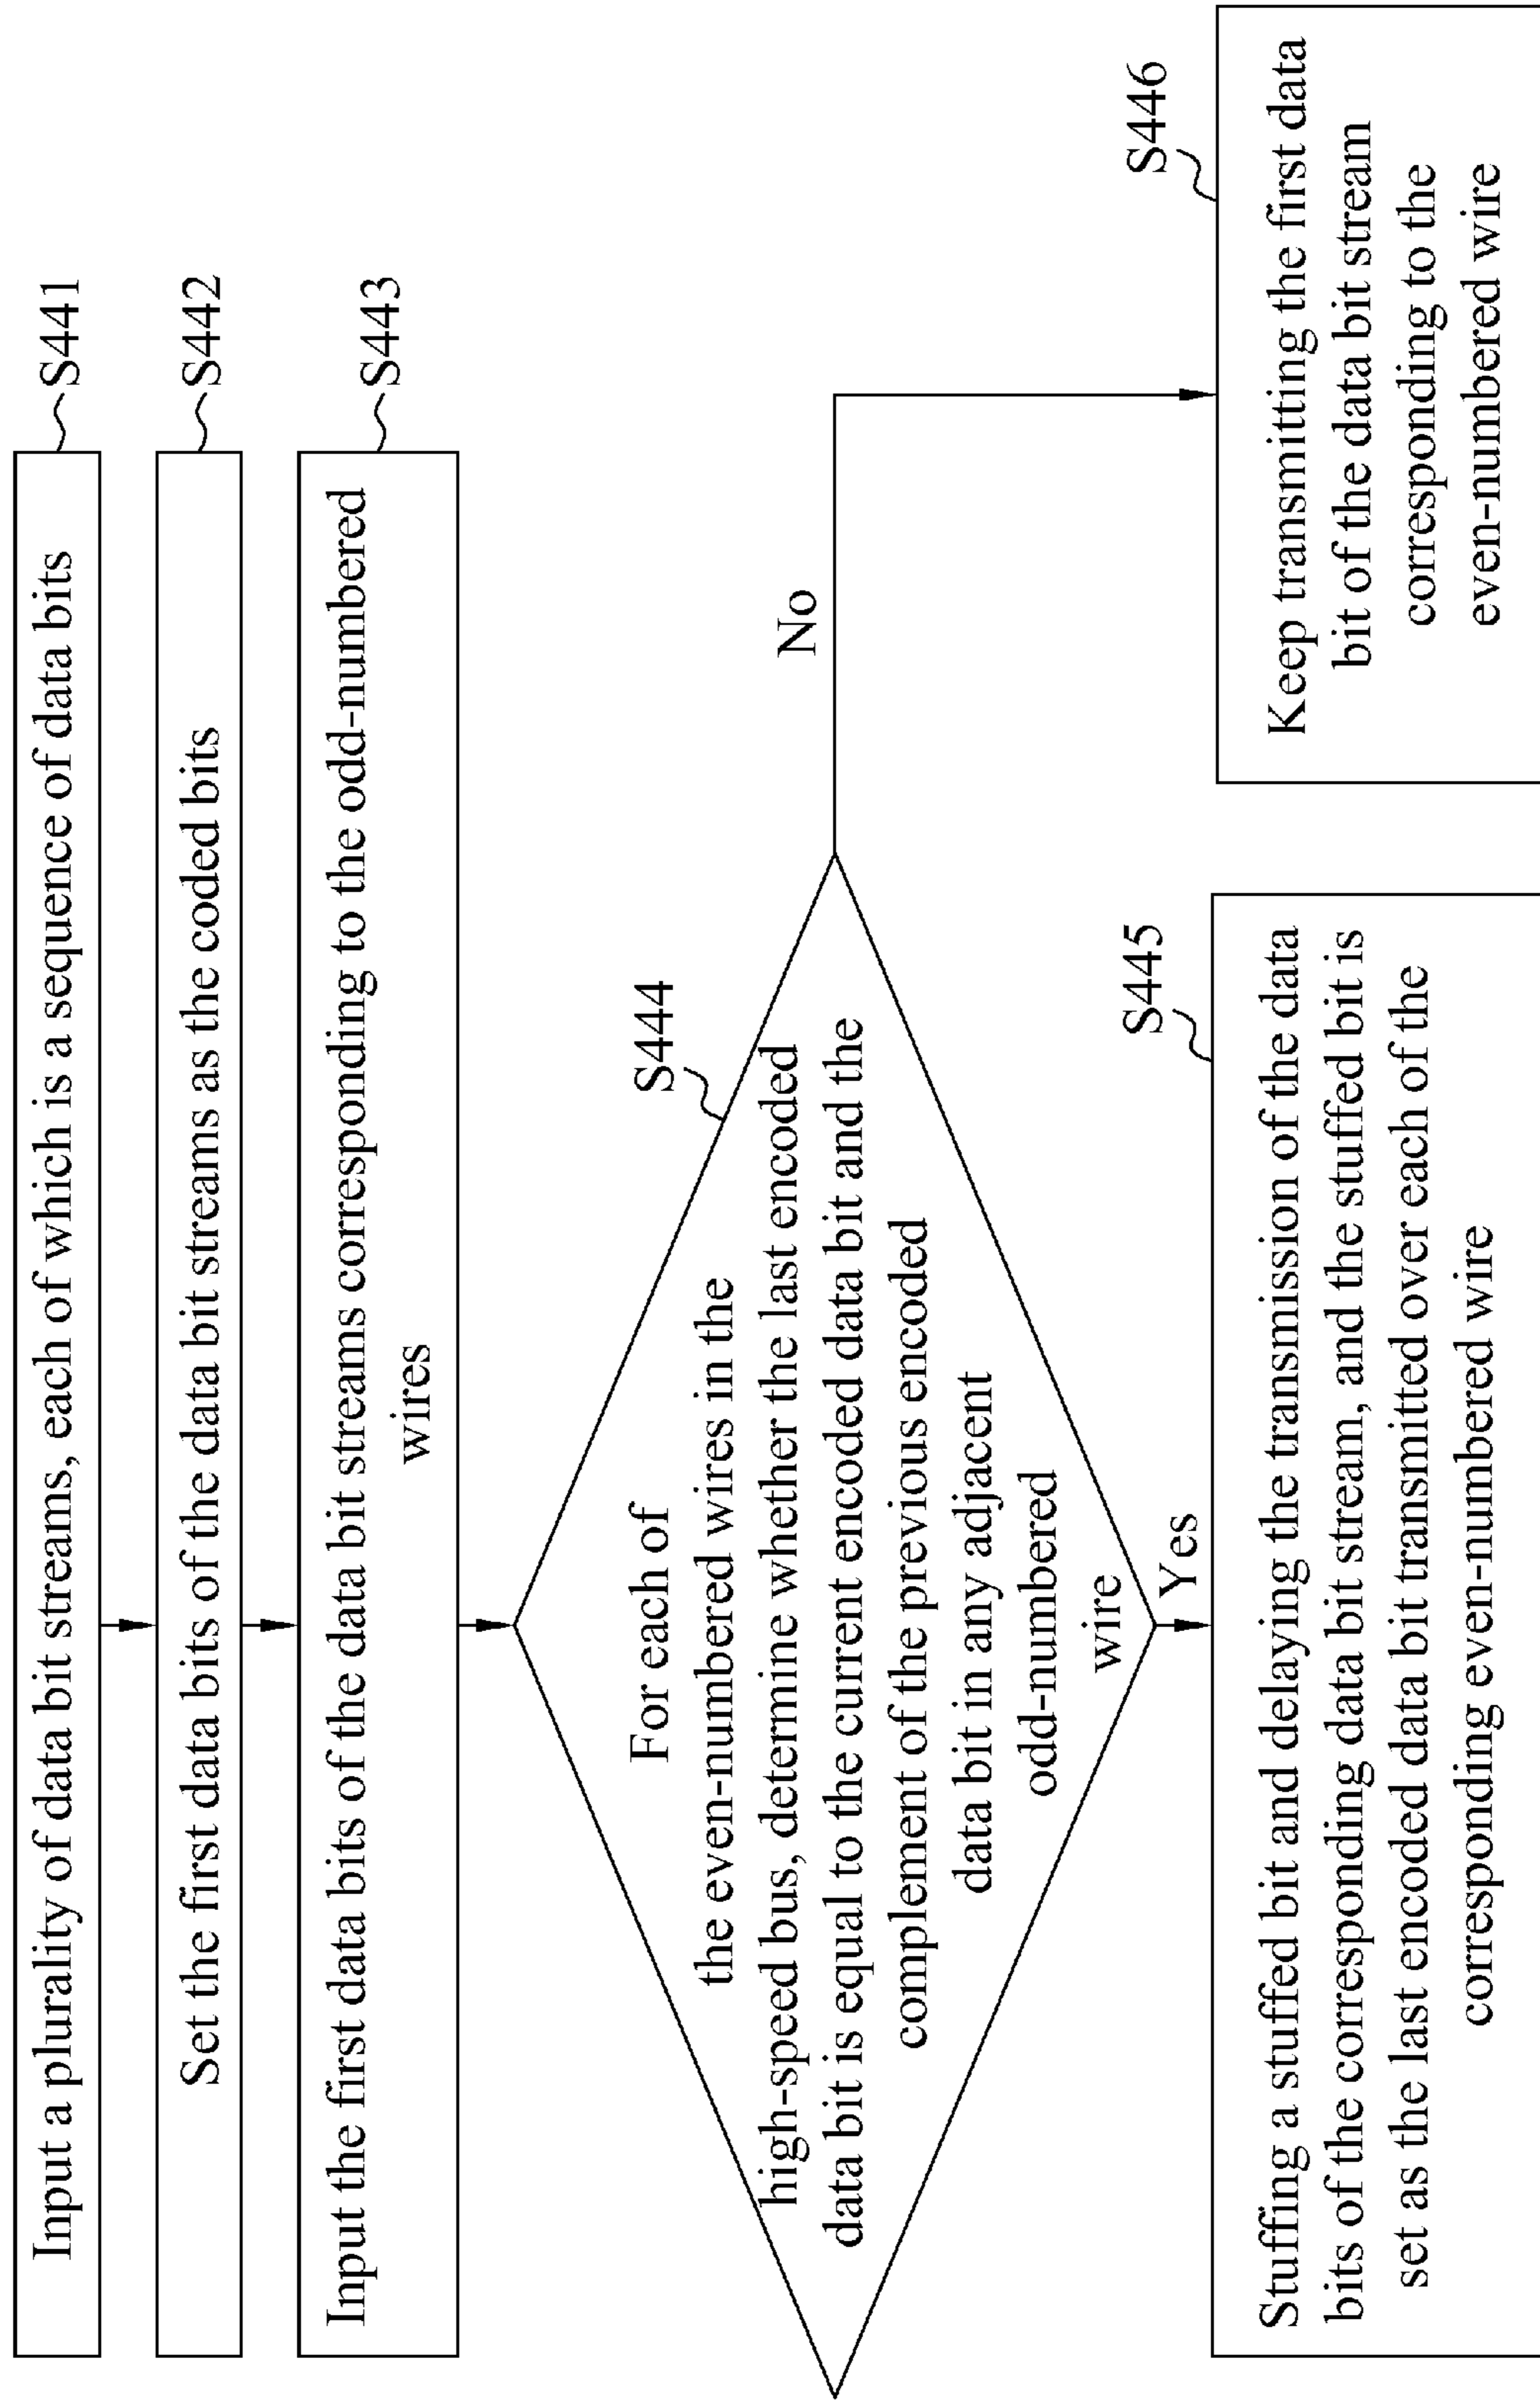 Input a plurality of data bit streams, each of which is a sequence of data bits
S441
Set the first data bits of the data bit streams as the coded bits
S442
Input the first data bits of the data bit streams corresponding to the odd-numbered
wires
S443
S444
For each of
the even-numbered wires in the
high-speed bus, determine whether the last encoded
data bit is equal to the current encoded data bit and the
complement of the previous encoded
data bit in any adjacent
odd-numbered
wire
Yes
No
S445
Stuffing a stuffed bit and delaying the transmission of the data
bits of the corresponding data bit stream, and the stuffed bit is
set as the last encoded data bit transmitted over each of the
corresponding even-numbered wire
S446
Keep transmitting the first data
bit of the data bit stream
corresponding to the
even-numbered wire